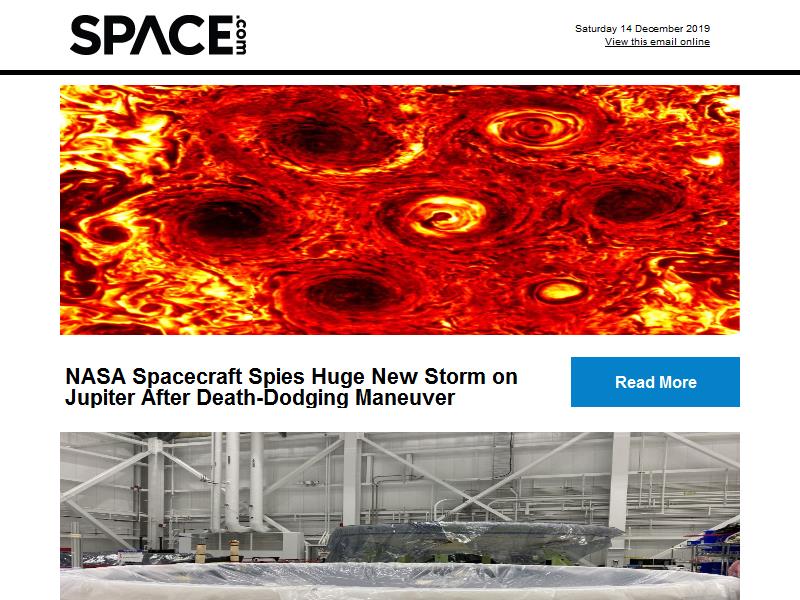 SPACE.com
Saturday 14 December 2019
View this email online
NASA Spacecraft Spies Huge New Storm on
Jupiter After Death-Dodging Maneuver
Read More